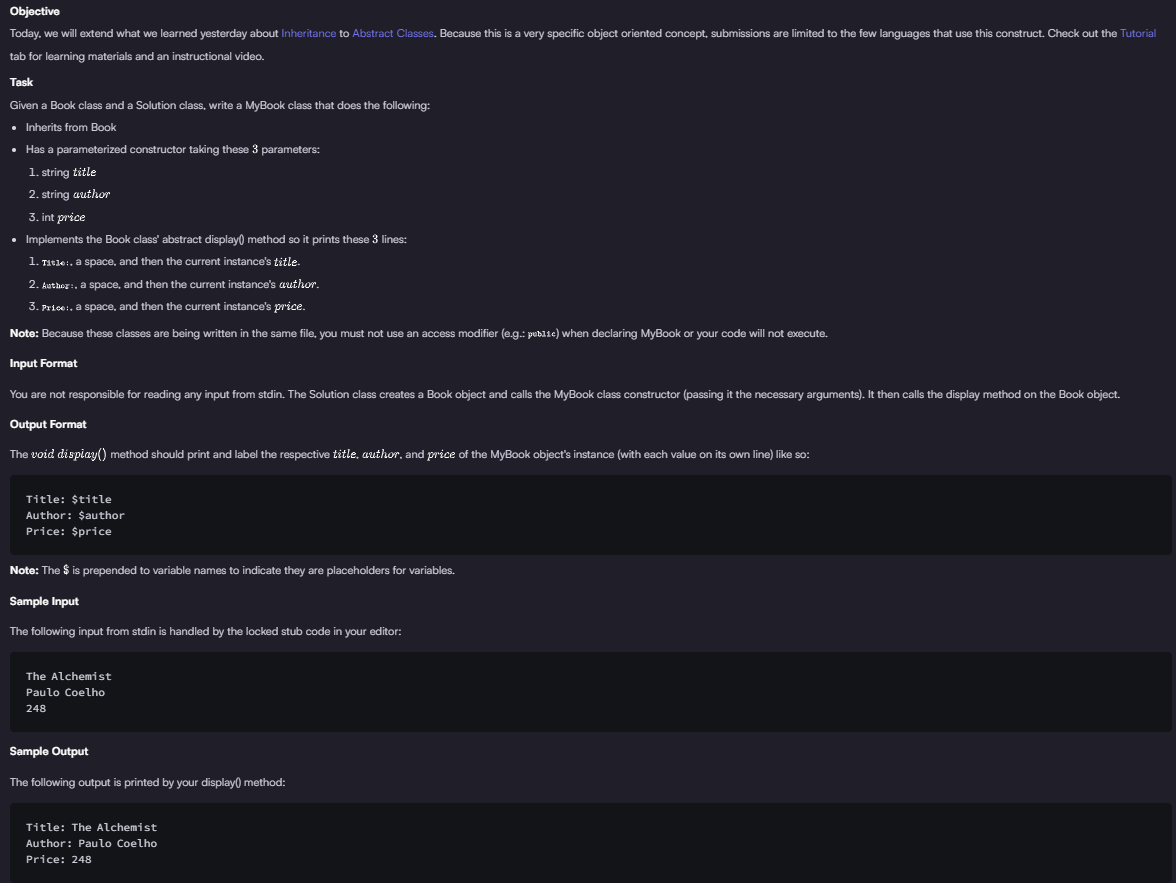 Objective
Today, we will extend what we learned yesterday about Inheritance to Abstract Classes. Because this is a very specific object oriented concept, submissions are limited to the few languages that use this construct. Check out the Tutorial
tab for learning materials and an instructional video.
Task
Given a Book class and a Solution class, write a MyBook class that does the following:
• Inherits from Book
• Has a parameterized constructor taking these 3 parameters:
1. string title
2. string author
3. int price
• Implements the Book class' abstract display() method so it prints these 3 lines:
1. Title:, a space, and then the current instance's title.
2. Author:, a space, and then the current instance's author.
3. Price:, a space, and then the current instance's price.
Note: Because these classes are being written in the same file, you must not use an access modifier (e.g.: public) when declaring MyBook or your code will not execute.
Input Format
You are not responsible for reading any input from stdin. The Solution class creates a Book object and calls the MyBook class constructor (passing it the necessary arguments). It then calls the display method on the Book object.
Output Format
The void display() method should print and label the respective title, author, and price of the MyBook object's instance (with each value on its own line) like so:
Title: $title
Author: $author
Price: $price
Note: The $ is prepended to variable names to indicate they are placeholders for variables.
Sample Input
The following input from stdin is handled by the locked stub code in your editor:
The Alchemist
Paulo Coelho
248
Sample Output
The following output is printed by your display() method:
Title: The Alchemist
Author: Paulo Coelho
Price: 248